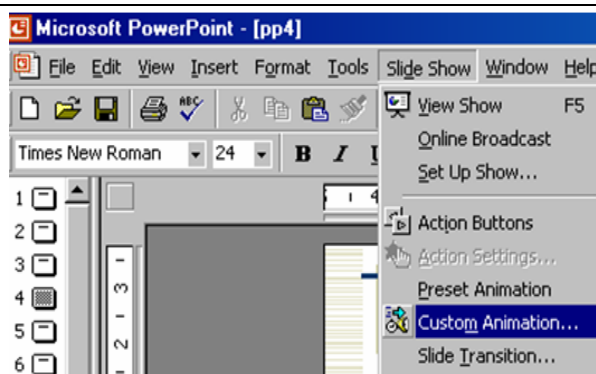 Microsoft PowerPoint - [pp4]
File Edit View Insert Format Tools Slide Show Window Help
ABC
Times New Roman 24 B I
View Show F5
Online Broadcast
Set Up Show...
Action Buttons
Action Settings...
Preset Animation
Custom Animation...
Slide Transition...
1
2
3
4
5
6
3
2